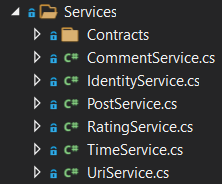 Services
Contracts
C# CommentService.cs
C# IdentityService.cs
C# PostService.cs
C# RatingService.cs
C# TimeService.cs
C# UriService.cs